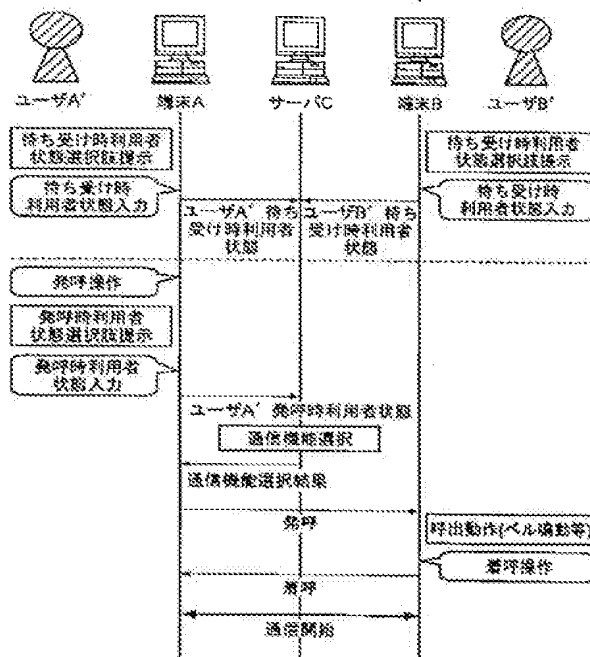 ユーザA'
端末A
サーバC
端末B
ユーザB'
待ち受け時利用者
状態選択肢提示
待ち受け時利用者
状態選択肢提示
待ち受け時
利用者状態入力
待ち受け時
利用者状態入力
ユーザA' 待ち
受け時利用者
状態
ユーザB' 待ち
受け時利用者
状態
発呼操作
発呼時利用者
状態選択肢提示
発呼時利用者
状態入力
ユーザA' 発呼時利用者状態
通信機能選択
通信機能選択結果
発呼
呼出動作(ベル鳴動等)
着呼操作
着呼
通信開始